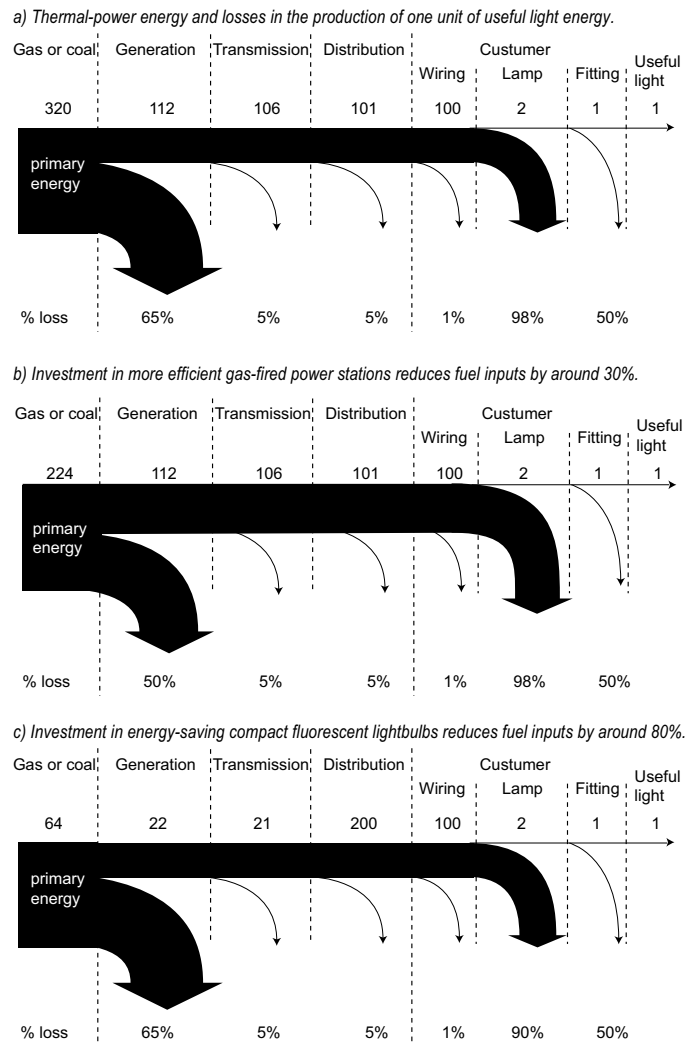 a) Thermal-power energy and losses in the production of one unit of useful light energy.
Gas or coal Generation Transmission Distribution Custumer
Wiring Lamp Fitting Useful light
320 112 106 101 100 2 1 1
primary
energy
% loss 65% 5% 5% 1% 98% 50%
b) Investment in more efficient gas-fired power stations reduces fuel inputs by around 30%.
Gas or coal Generation Transmission Distribution Custumer
Wiring Lamp Fitting Useful light
224 112 106 101 100 2 1 1
primary
energy
% loss 50% 5% 5% 1% 98% 50%
c) Investment in energy-saving compact fluorescent lightbulbs reduces fuel inputs by around 80%.
Gas or coal Generation Transmission Distribution Custumer
Wiring Lamp Fitting Useful light
64 22 21 200 100 2 1 1
primary
energy
% loss 65% 5% 5% 1% 90% 50%